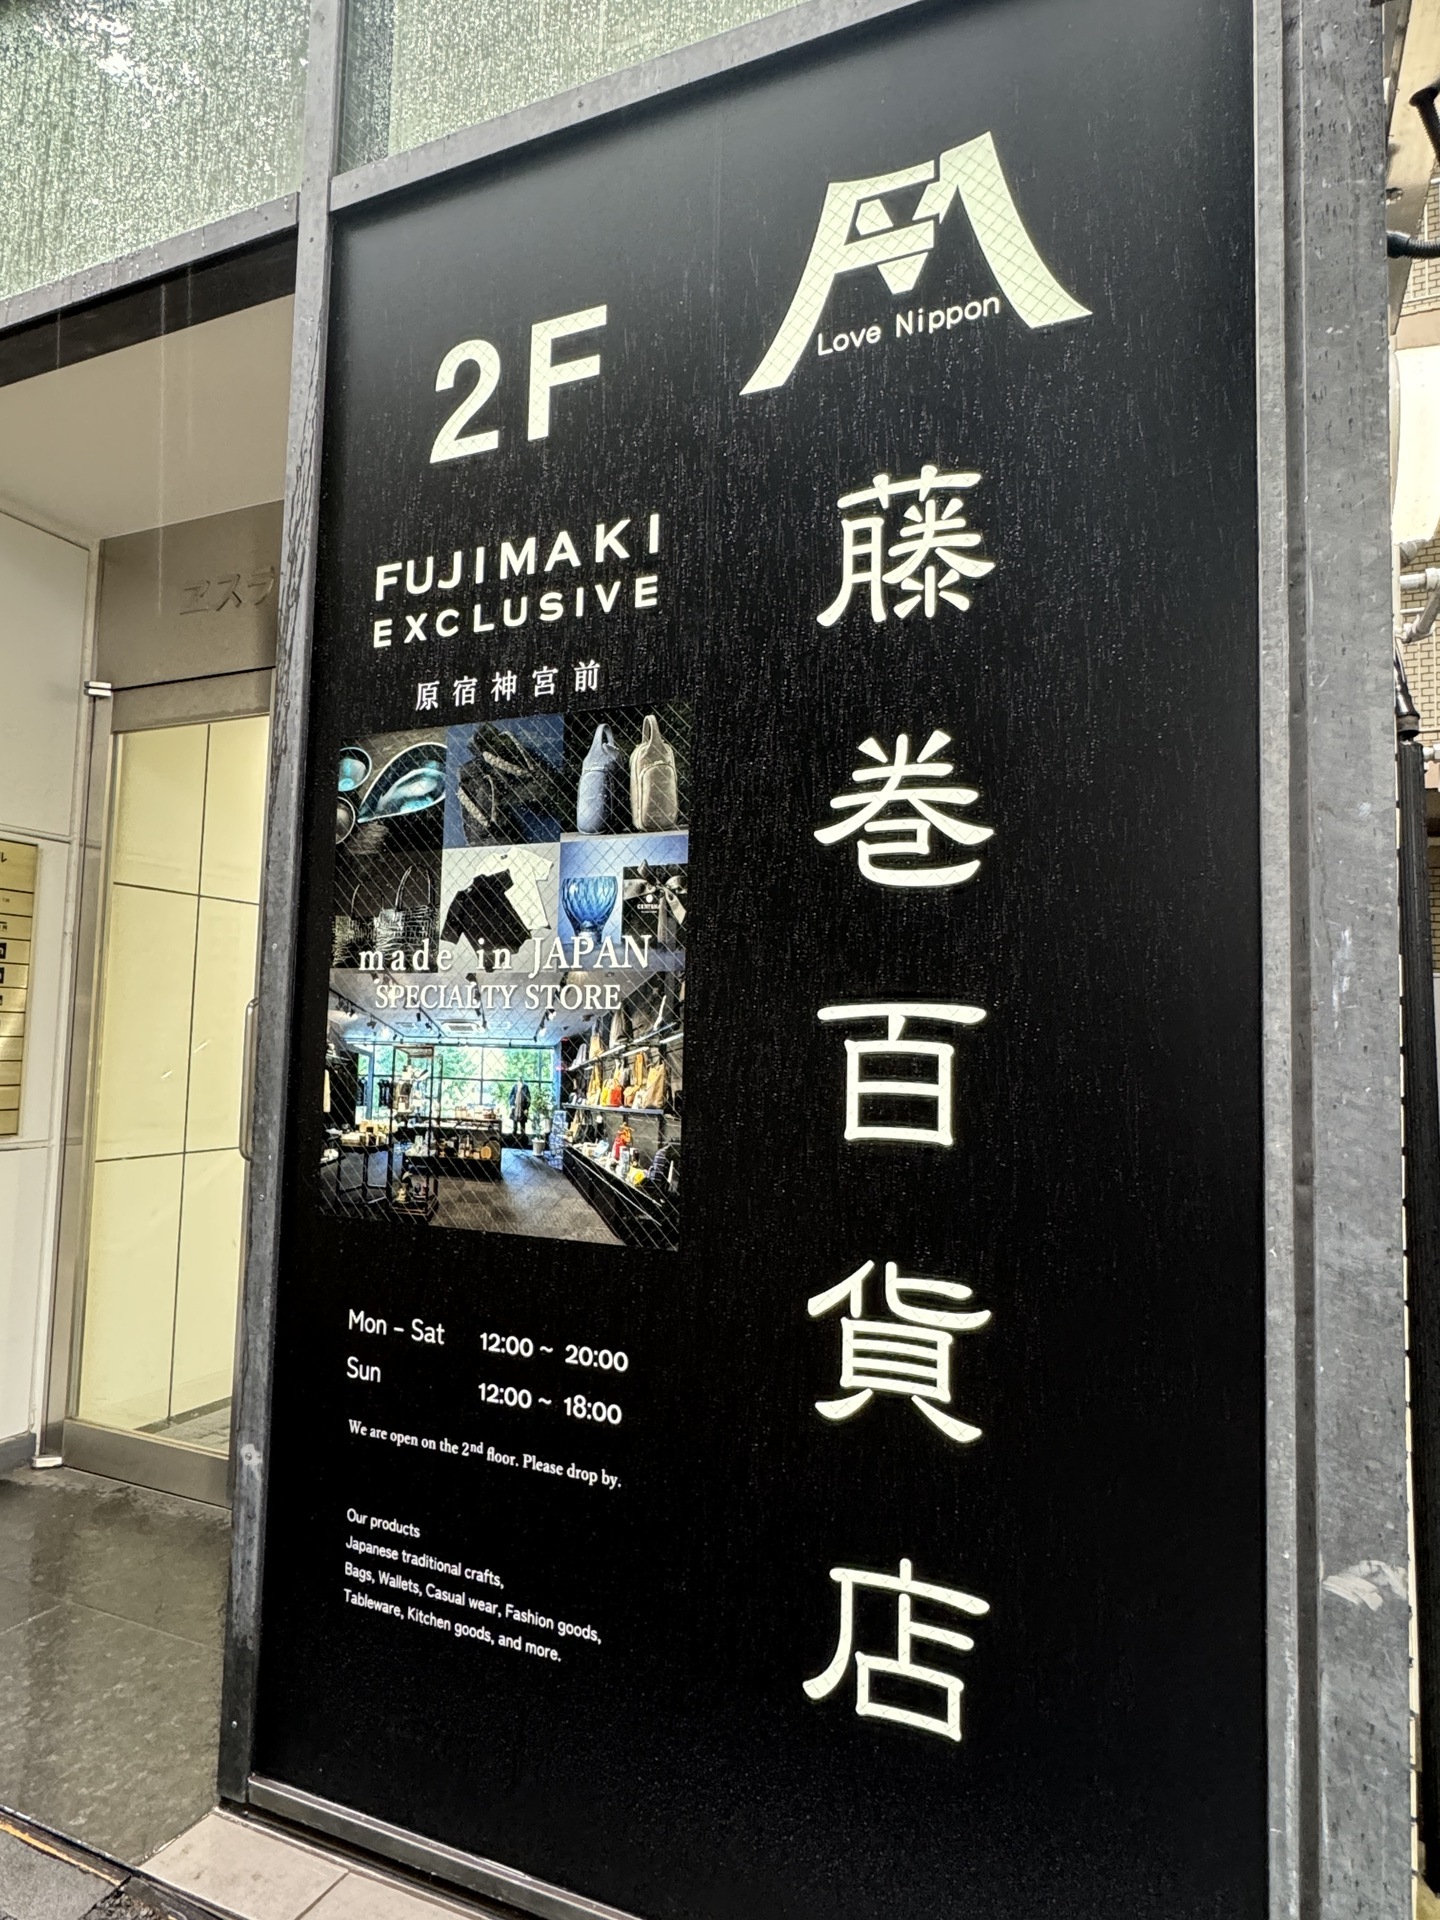 Love Nippon
藤巻百貨店
2F
FUJIMAKI
EXCLUSIVE
原宿神宮前
made in JAPAN
SPECIALTY STORE
Mon – Sat 12:00 ~ 20:00
Sun 12:00 ~ 18:00
We are open on the 2nd floor. Please drop by.
Our products
Japanese traditional crafts,
Bags, Wallets, Casual wear, Fashion goods,
Tableware, Kitchen goods, and more.
ヱスラ